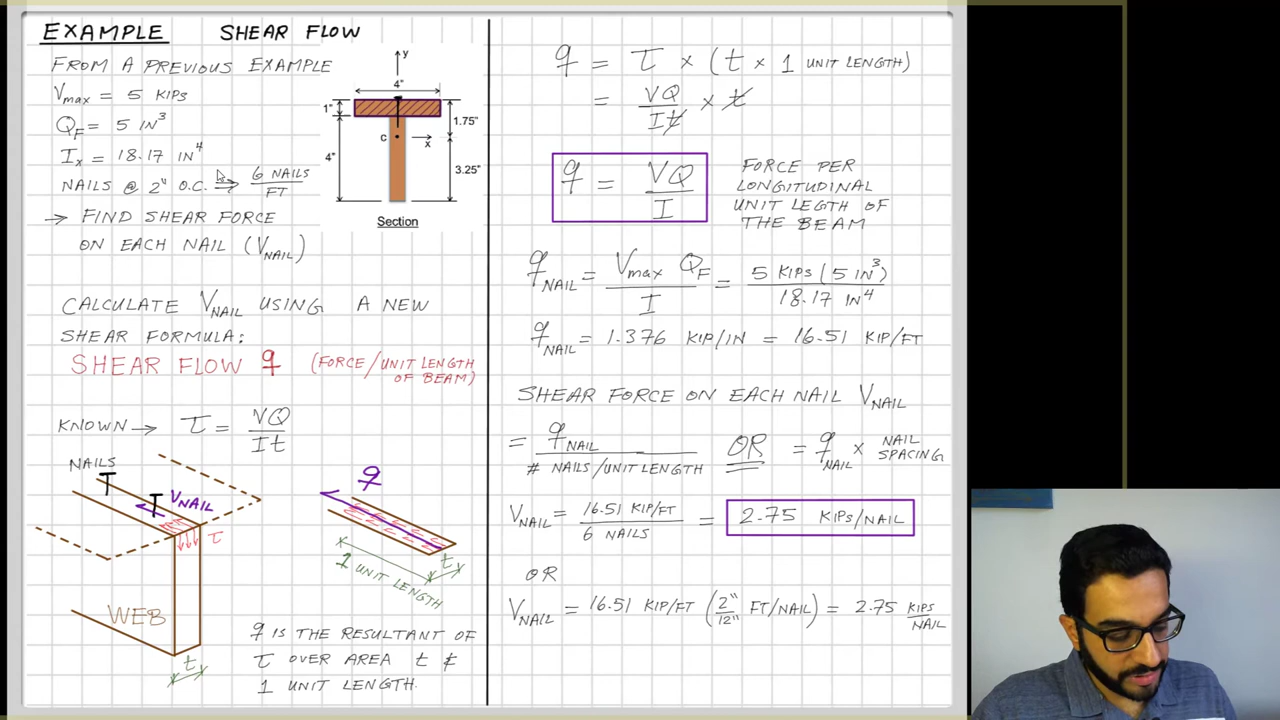 EXAMPLE SHEAR FLOW
FROM A PREVIOUS EXAMPLE
Vmax = 5 KIPS
QF = 5 IN³
Ix = 18.17 IN⁴
NAILS @ 2" O.C. ⇒ 6 NAILS/FT
→ FIND SHEAR FORCE
ON EACH NAIL (VNAIL)
y
4"
1"
1.75"
c
x
4"
3.25"
Section
CALCULATE VNAIL USING A NEW
SHEAR FORMULA:
SHEAR FLOW q (FORCE/UNIT LENGTH
OF BEAM)
KNOWN → τ = VQ/It
NAILS
VNAIL
τ
WEB
t
q
t
1 UNIT LENGTH
q IS THE RESULTANT OF
τ OVER AREA t &
1 UNIT LENGTH.
q = τ × (t × 1 UNIT LENGTH)
= VQ/It × t
q = VQ/I
FORCE PER
LONGITUDINAL
UNIT LEGTH OF
THE BEAM
qNAIL = Vmax QF/I = 5 KIPS (5 IN³)/18.17 IN⁴
qNAIL = 1.376 KIP/IN = 16.51 KIP/FT
SHEAR FORCE ON EACH NAIL VNAIL
= qNAIL/# NAILS/UNIT LENGTH OR = qNAIL × NAIL SPACING
VNAIL = 16.51 KIP/FT/6 NAILS = 2.75 KIPS/NAIL
OR
VNAIL = 16.51 KIP/FT (2"/12" FT/NAIL) = 2.75 KIPS/NAIL